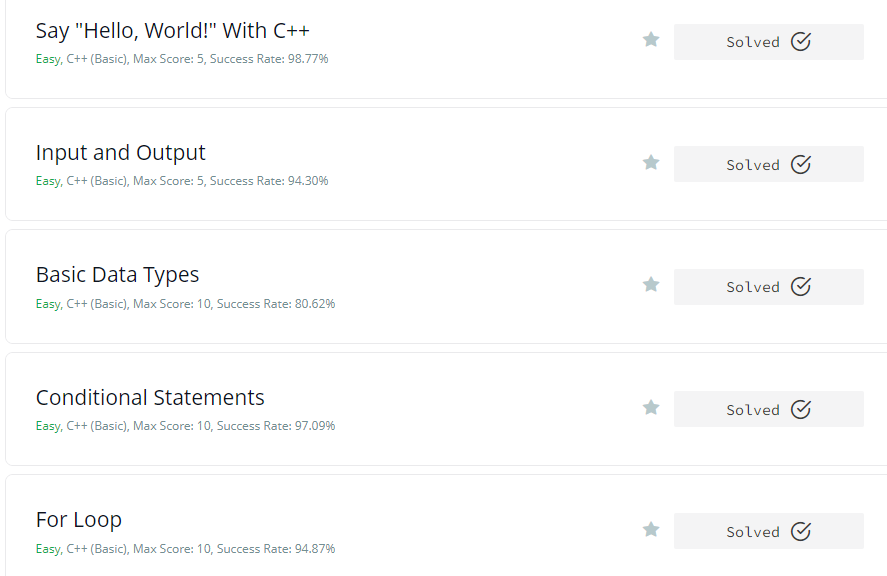 Say "Hello, World!" With C++
Solved
Easy, C++ (Basic), Max Score: 5, Success Rate: 98.77%
Input and Output
Solved
Easy, C++ (Basic), Max Score: 5, Success Rate: 94.30%
Basic Data Types
Solved
Easy, C++ (Basic), Max Score: 10, Success Rate: 80.62%
Conditional Statements
Solved
Easy, C++ (Basic), Max Score: 10, Success Rate: 97.09%
For Loop
Solved
Easy, C++ (Basic), Max Score: 10, Success Rate: 94.87%